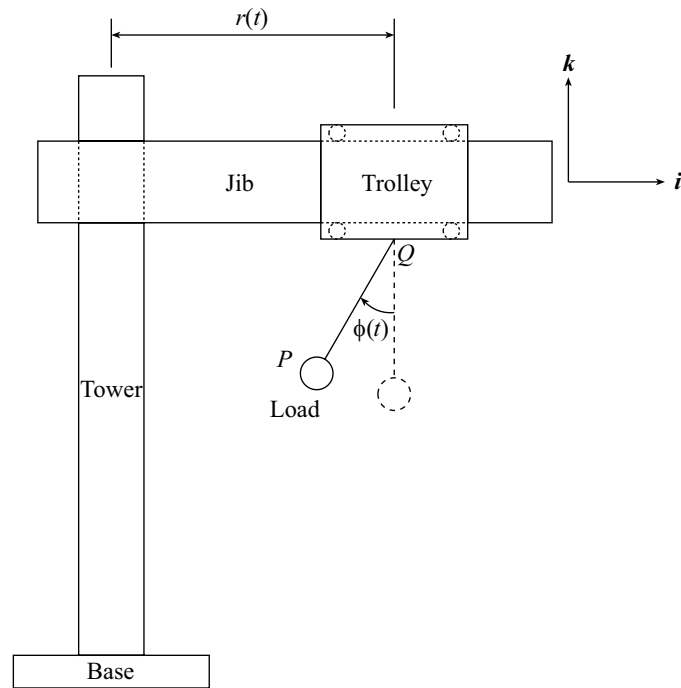 r(t)
k
Jib
Trolley
i
Q
ϕ(t)
P
Tower
Load
Base